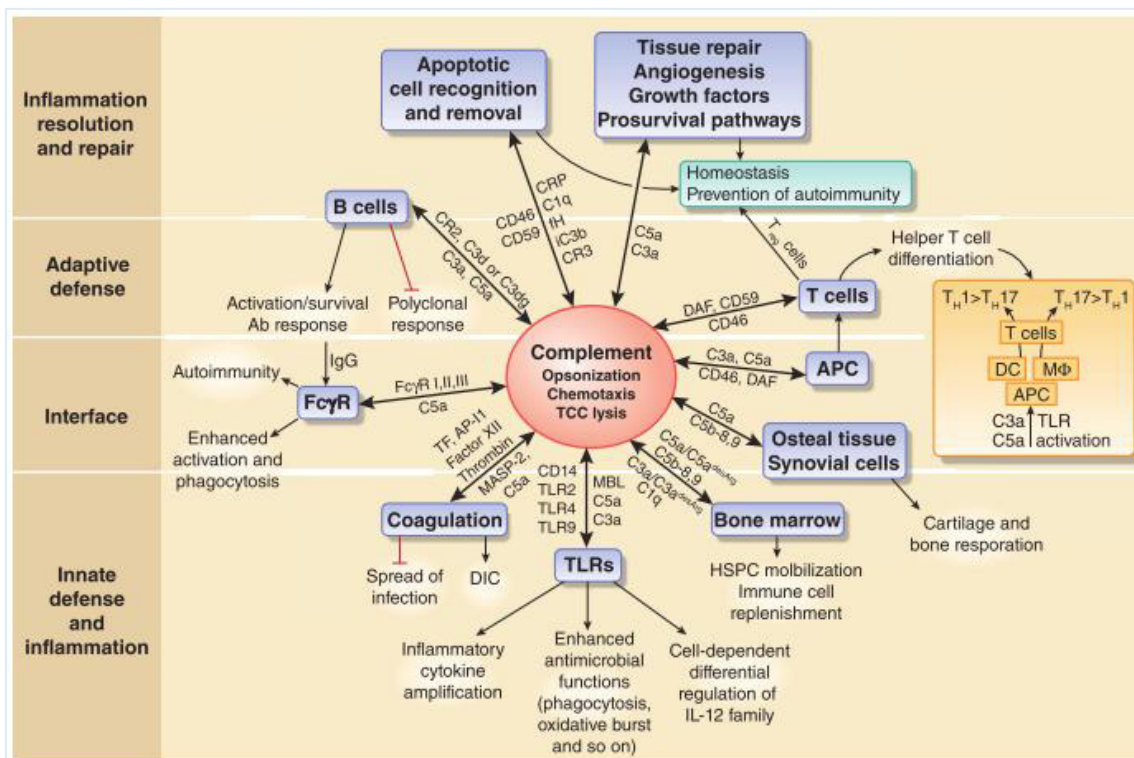 Inflammation
resolution
and repair
Adaptive
defense
Interface
Innate
defense
and
inflammation
Apoptotic
cell recognition
and removal
Tissue repair
Angiogenesis
Growth factors
Prosurvival pathways
Homeostasis
Prevention of autoimmunity
B cells
CR2, C3d or C3dg
C3a, C5a
CD46
CD59
CRP
C1q
fH
iC3b
CR3
C5a
C3a
Treg cells
Helper T cell
differentiation
Activation/survival
Ab response
Polyclonal
response
DAF, CD59
CD46
T cells
TH1>TH17
TH17>TH1
T cells
DC
MΦ
APC
C3a
C5a
TLR
activation
Complement
Opsonization
Chemotaxis
TCC lysis
C3a, C5a
CD46, DAF
APC
IgG
Autoimmunity
FcγR
FcγR I,II,III
C5a
Enhanced
activation and
phagocytosis
C5a
C5b-8,9
Osteal tissue
Synovial cells
Cartilage and
bone resporation
TF, AP-I1
Factor XII
Thrombin
MASP-2,
C5a
Coagulation
Spread of
infection
DIC
CD14
TLR2
TLR4
TLR9
MBL
C5a
C3a
TLRs
C5a/C5adesArg
C5b-8,9
C3a/C3adesArg
C1q
Bone marrow
HSPC molbilization
Immune cell
replenishment
Inflammatory
cytokine
amplification
Enhanced
antimicrobial
functions
(phagocytosis,
oxidative burst
and so on)
Cell-dependent
differential
regulation of
IL-12 family